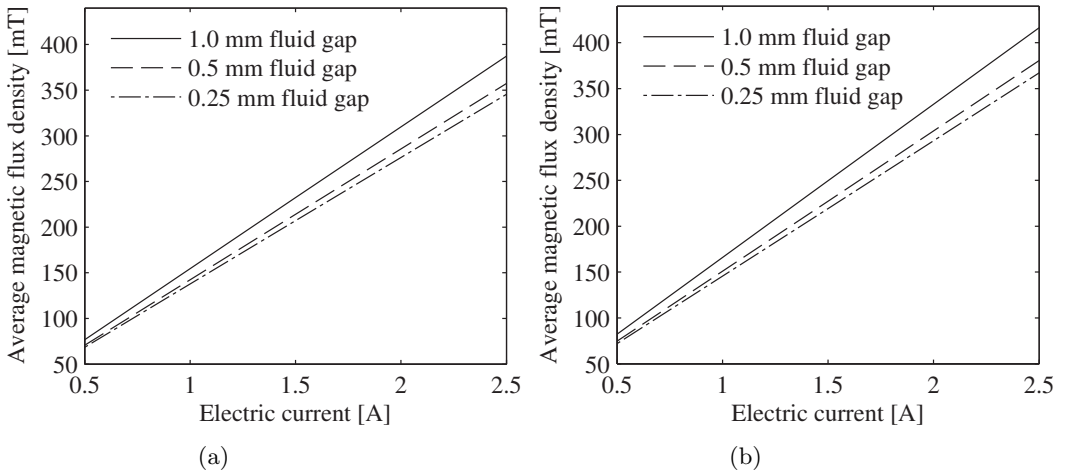 Average magnetic flux density [mT]
400
350
300
250
200
150
100
50
1.0 mm fluid gap
0.5 mm fluid gap
0.25 mm fluid gap
0.5 1 1.5 2 2.5
Electric current [A]
(a)
Average magnetic flux density [mT]
400
350
300
250
200
150
100
50
1.0 mm fluid gap
0.5 mm fluid gap
0.25 mm fluid gap
0.5 1 1.5 2 2.5
Electric current [A]
(b)